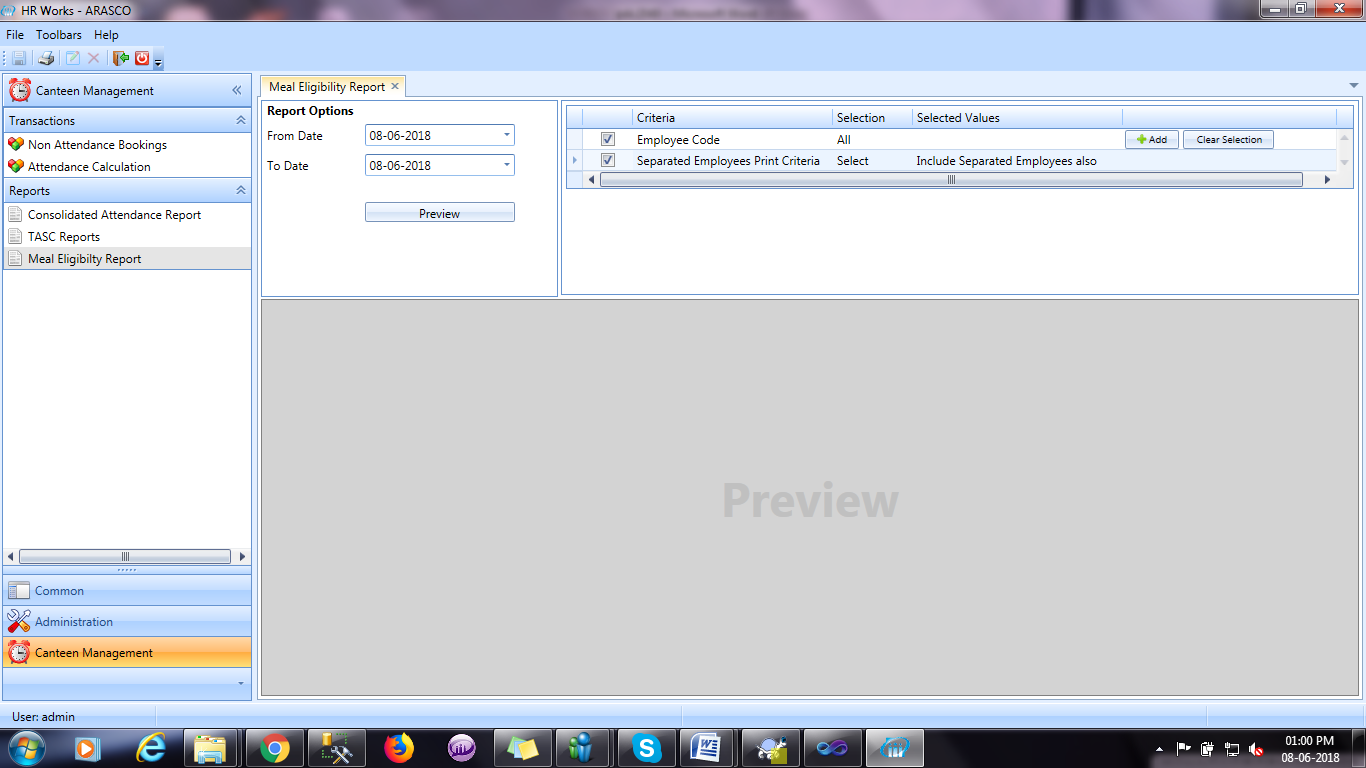 HR Works - ARASCO
File Toolbars Help
Canteen Management
Transactions
Non Attendance Bookings
Attendance Calculation
Reports
Consolidated Attendance Report
TASC Reports
Meal Eligibilty Report
Common
Administration
Canteen Management
Meal Eligibility Report
Report Options
From Date 08-06-2018
To Date 08-06-2018
Preview
Criteria Selection Selected Values
Employee Code All Add Clear Selection
Separated Employees Print Criteria Select Include Separated Employees also
Preview
User: admin
01:00 PM
08-06-2018